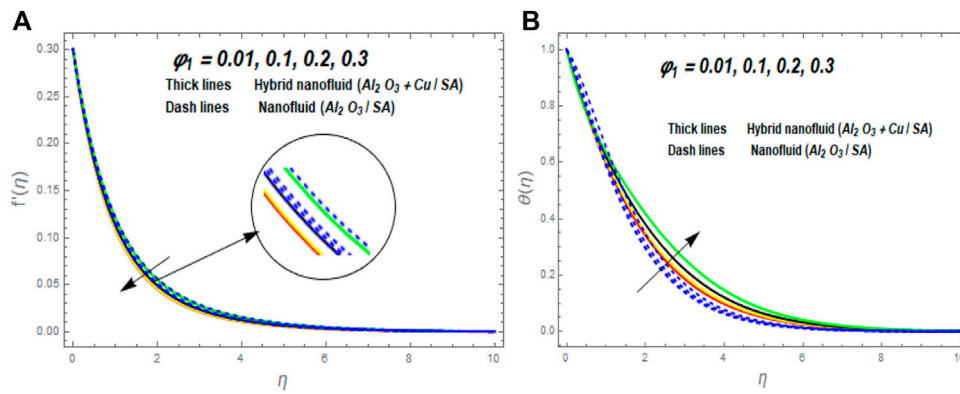 A
φ1 = 0.01, 0.1, 0.2, 0.3
Thick lines Hybrid nanofluid (Al2 O3 + Cu / SA)
Dash lines Nanofluid (Al2 O3 / SA)
f'(η)
0.30
0.25
0.20
0.15
0.10
0.05
0.00
0 2 4 6 8 10
η
B
φ1 = 0.01, 0.1, 0.2, 0.3
Thick lines Hybrid nanofluid (Al2 O3 + Cu / SA)
Dash lines Nanofluid (Al2 O3 / SA)
θ(η)
1.0
0.8
0.6
0.4
0.2
0.0
0 2 4 6 8 10
η